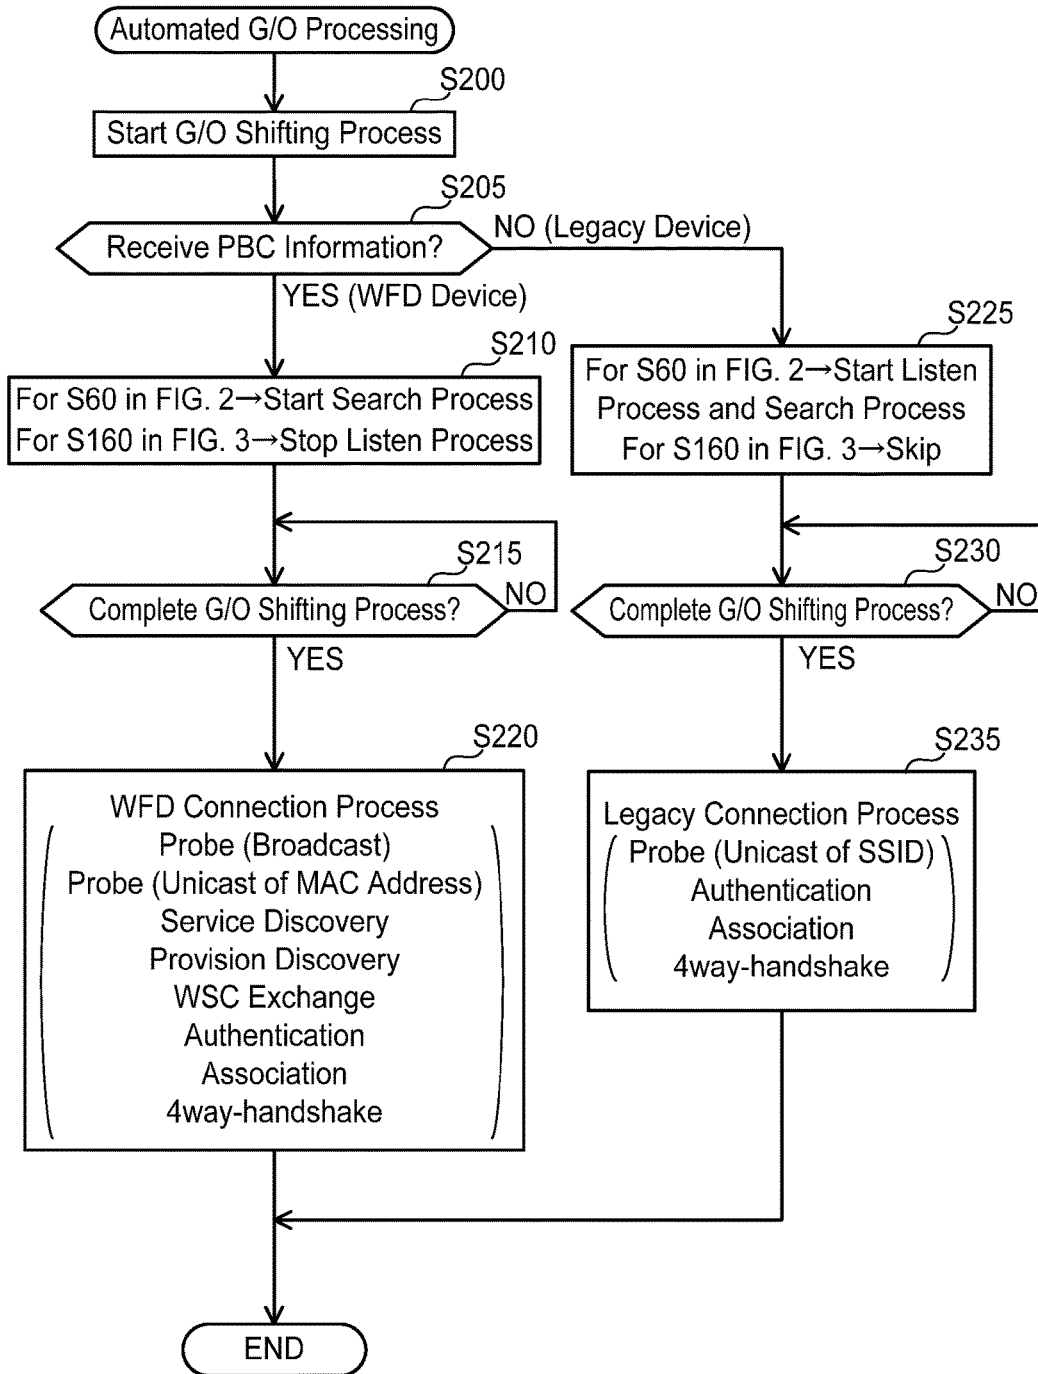 Automated G/O Processing
S200
Start G/O Shifting Process
S205
Receive PBC Information?
NO (Legacy Device)
YES (WFD Device)
S210
For S60 in FIG. 2→Start Search Process
For S160 in FIG. 3→Stop Listen Process
S225
For S60 in FIG. 2→Start Listen
Process and Search Process
For S160 in FIG. 3→Skip
S215
Complete G/O Shifting Process?
NO
YES
S230
Complete G/O Shifting Process?
NO
YES
S220
WFD Connection Process
Probe (Broadcast)
Probe (Unicast of MAC Address)
Service Discovery
Provision Discovery
WSC Exchange
Authentication
Association
4way-handshake
S235
Legacy Connection Process
Probe (Unicast of SSID)
Authentication
Association
4way-handshake
END